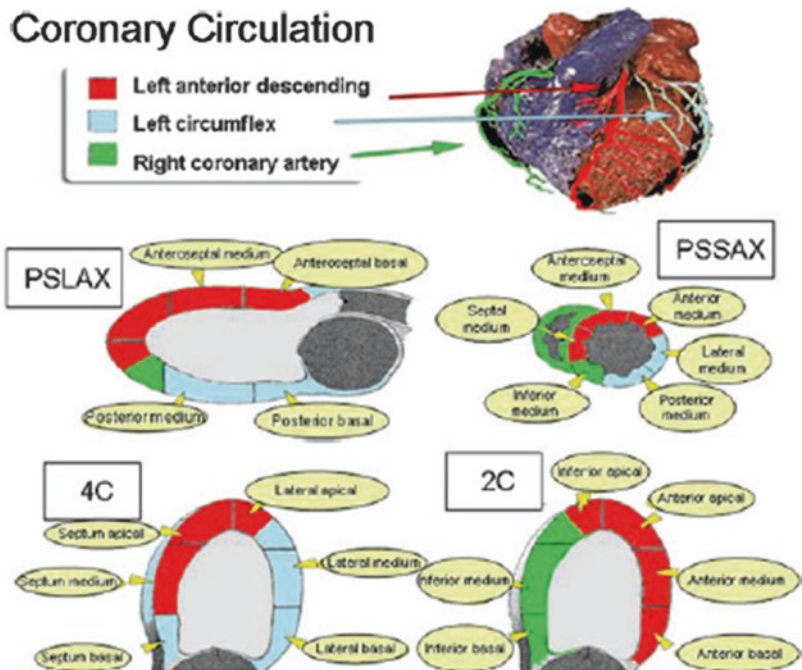 Coronary Circulation
Left anterior descending
Left circumflex
Right coronary artery
PSLAX
Anteroseptal medium
Anteroseptal basal
Posterior medium
Posterior basal
PSSAX
Anteroseptal
medium
Septal
medium
Anterior
medium
Lateral
medium
Inferior
medium
Posterior
medium
4C
Lateral apical
Septum apical
Septum medium
Lateral medium
Septum basal
Lateral basal
2C
Inferior apical
Anterior apical
Inferior medium
Anterior medium
Inferior basal
Anterior basal